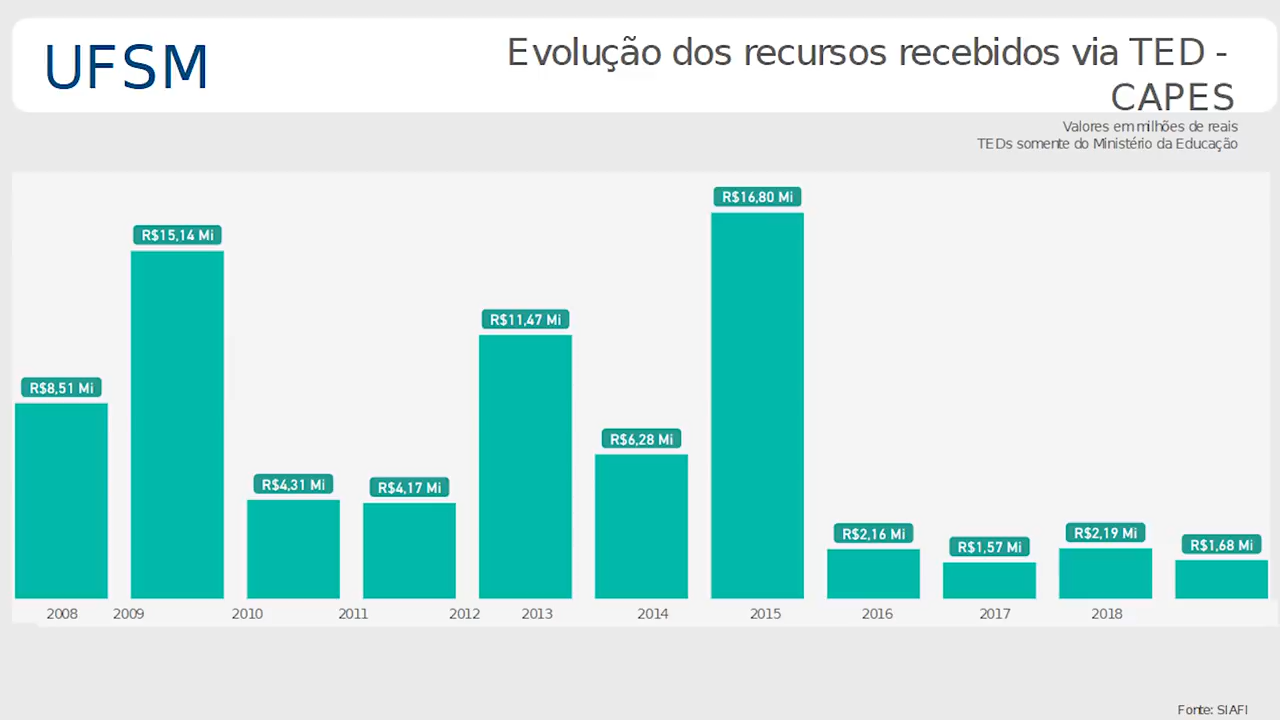 UFSM
Evolução dos recursos recebidos via TED -
CAPES
Valores em milhões de reais
TEDs somente do Ministério da Educação
R$8,51 Mi
R$15,14 Mi
R$4,31 Mi
R$4,17 Mi
R$11,47 Mi
R$6,28 Mi
R$16,80 Mi
R$2,16 Mi
R$1,57 Mi
R$2,19 Mi
R$1,68 Mi
2008 2009 2010 2011 2012 2013 2014 2015 2016 2017 2018
Fonte: SIAFI